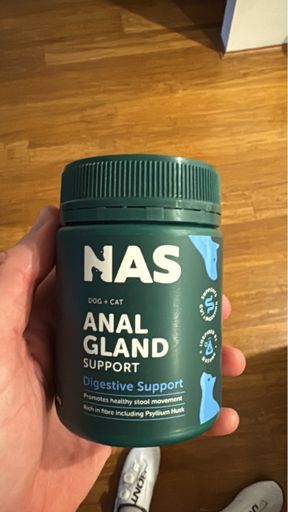 NAS
DOG + CAT
ANAL
GLAND
SUPPORT
Digestive Support
Promotes healthy stool movement
Rich in fibre including Psyllium Husk